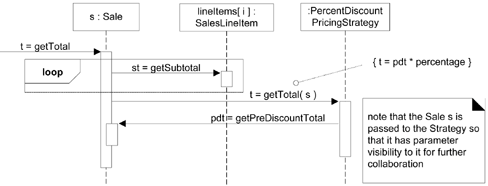 s : Sale
lineItems[ i ] :
SalesLineItem
:PercentDiscount
PricingStrategy
t = getTotal
loop
st = getSubtotal
{ t = pdt * percentage }
t = getTotal( s )
pdt = getPreDiscountTotal
note that the Sale s is
passed to the Strategy so
that it has parameter
visibility to it for further
collaboration